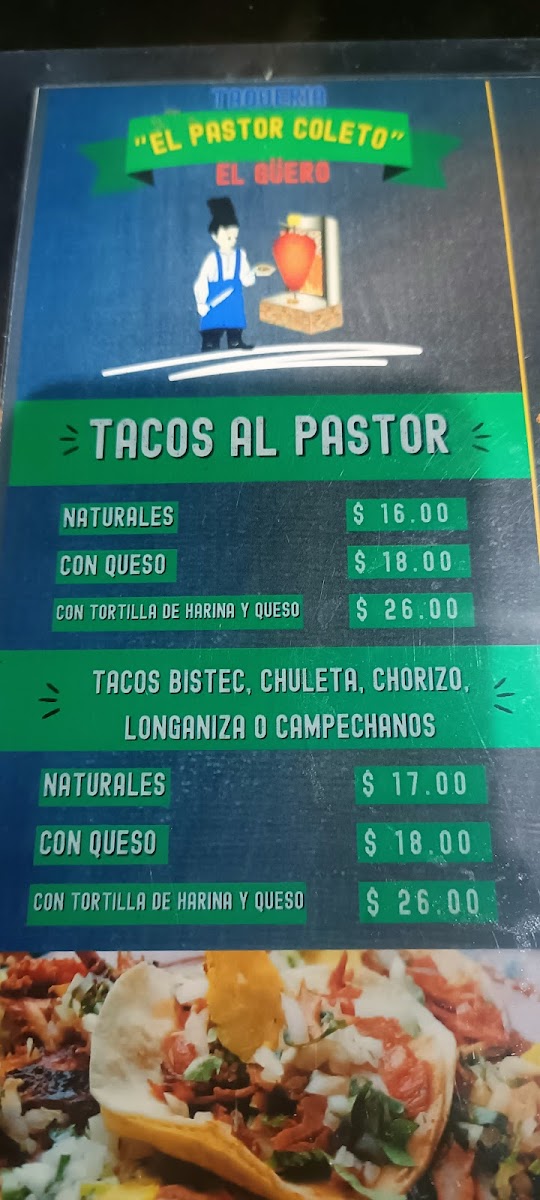 TAQUERIA
"EL PASTOR COLETO"
EL GÜERO
TACOS AL PASTOR
NATURALES $ 16.00
CON QUESO $ 18.00
CON TORTILLA DE HARINA Y QUESO $ 26.00
TACOS BISTEC, CHULETA, CHORIZO,
LONGANIZA O CAMPECHANOS
NATURALES $ 17.00
CON QUESO $ 18.00
CON TORTILLA DE HARINA Y QUESO $ 26.00